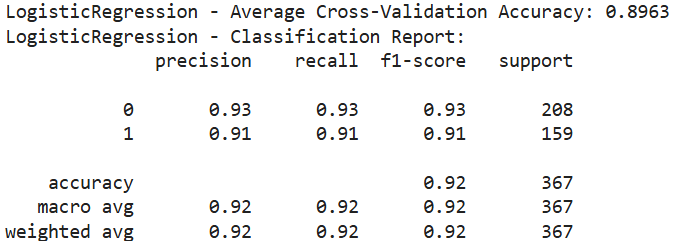 LogisticRegression - Average Cross-Validation Accuracy: 0.8963
LogisticRegression - Classification Report:
precision recall f1-score support
0 0.93 0.93 0.93 208
1 0.91 0.91 0.91 159
accuracy 0.92 367
macro avg 0.92 0.92 0.92 367
weighted avg 0.92 0.92 0.92 367